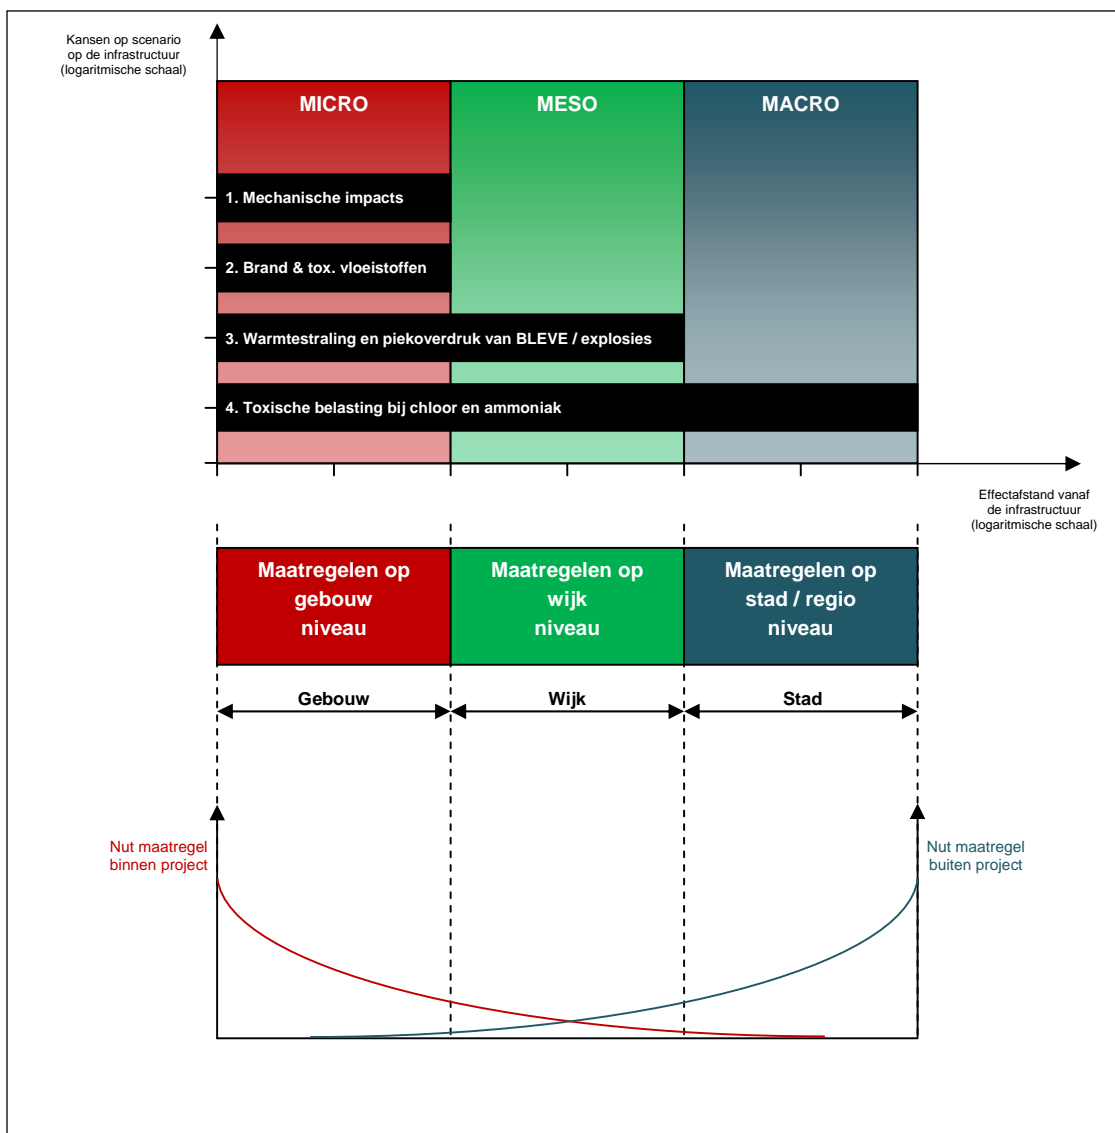 Kansen op scenario
op de infrastructuur
(logaritmische schaal)
MICRO
MESO
MACRO
1. Mechanische impacts
2. Brand & tox. vloeistoffen
3. Warmtestraling en piekoverdruk van BLEVE / explosies
4. Toxische belasting bij chloor en ammoniak
Effectafstand vanaf
de infrastructuur
(logaritmische schaal)
Maatregelen op
gebouw
niveau
Maatregelen op
wijk
niveau
Maatregelen op
stad / regio
niveau
Gebouw
Wijk
Stad
Nut maatregel
binnen project
Nut maatregel
buiten project